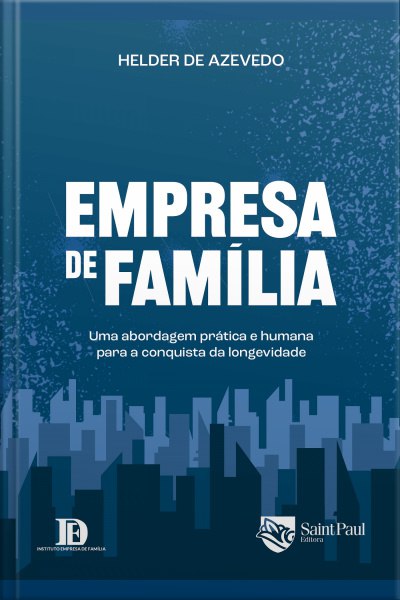 HELDER DE AZEVEDO
EMPRESA
DE FAMÍLIA
Uma abordagem prática e humana
para a conquista da longevidade
INSTITUTO EMPRESA DE FAMÍLIA
Saint Paul
Editora